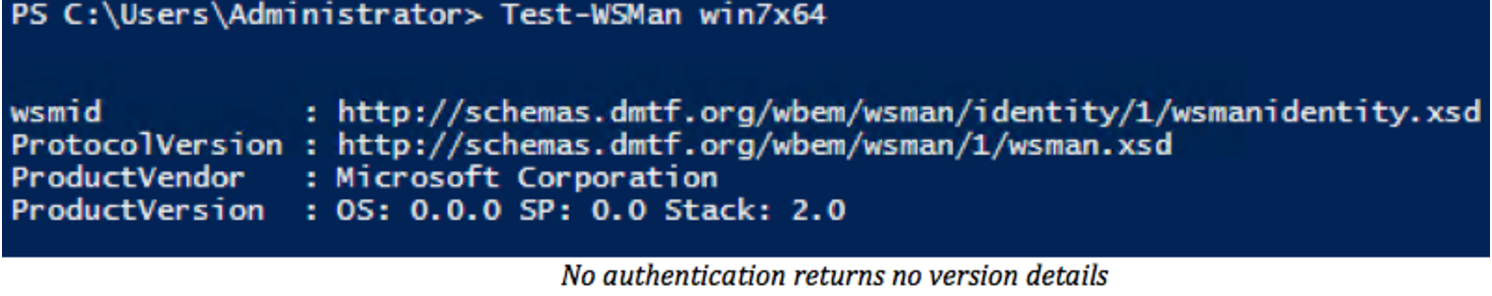 PS C:\Users\Administrator> Test-WSMan win7x64
wsmid           : http://schemas.dmtf.org/wbem/wsman/identity/1/wsmanidentity.xsd
ProtocolVersion : http://schemas.dmtf.org/wbem/wsman/1/wsman.xsd
ProductVendor   : Microsoft Corporation
ProductVersion  : OS: 0.0.0 SP: 0.0 Stack: 2.0
No authentication returns no version details